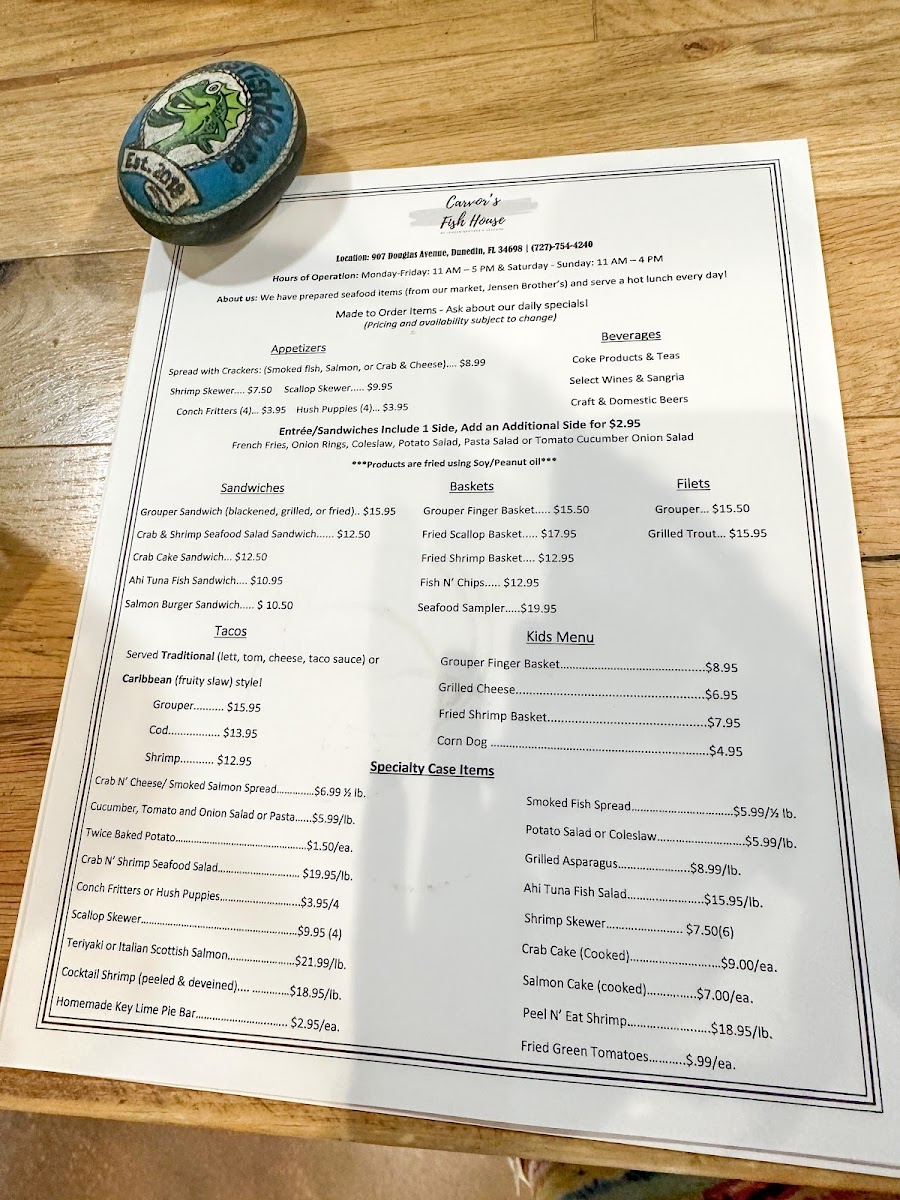 Fish House
Est. 2019
Carvor's
Fish House
Location: 907 Douglas Avenue, Dunedin, FL 34698 | (727)-754-4240
Hours of Operation: Monday-Friday: 11 AM – 5 PM & Saturday - Sunday: 11 AM – 4 PM
About us: We have prepared seafood items (from our market, Jensen Brother's) and serve a hot lunch every day!
Made to Order Items - Ask about our daily specials!
(Pricing and availability subject to change)
Appetizers
Spread with Crackers: (Smoked fish, Salmon, or Crab & Cheese).... $8.99
Shrimp Skewer.... $7.50 Scallop Skewer..... $9.95
Conch Fritters (4)... $3.95 Hush Puppies (4)... $3.95
Beverages
Coke Products & Teas
Select Wines & Sangria
Craft & Domestic Beers
Entrée/Sandwiches Include 1 Side, Add an Additional Side for $2.95
French Fries, Onion Rings, Coleslaw, Potato Salad, Pasta Salad or Tomato Cucumber Onion Salad
***Products are fried using Soy/Peanut oil***
Sandwiches
Grouper Sandwich (blackened, grilled, or fried).. $15.95
Crab & Shrimp Seafood Salad Sandwich...... $12.50
Crab Cake Sandwich... $12.50
Ahi Tuna Fish Sandwich.... $10.95
Salmon Burger Sandwich..... $ 10.50
Baskets
Grouper Finger Basket..... $15.50
Fried Scallop Basket..... $17.95
Fried Shrimp Basket.... $12.95
Fish N' Chips..... $12.95
Seafood Sampler.....$19.95
Filets
Grouper... $15.50
Grilled Trout... $15.95
Tacos
Served Traditional (lett, tom, cheese, taco sauce) or
Caribbean (fruity slaw) style!
Grouper.......... $15.95
Cod................. $13.95
Shrimp........... $12.95
Kids Menu
Grouper Finger Basket...............................................$8.95
Grilled Cheese..............................................................$6.95
Fried Shrimp Basket....................................................$7.95
Corn Dog .......................................................................$4.95
Specialty Case Items
Crab N' Cheese/ Smoked Salmon Spread.............$6.99 ½ lb.
Cucumber, Tomato and Onion Salad or Pasta......$5.99/lb.
Twice Baked Potato.............................................$1.50/ea.
Crab N' Shrimp Seafood Salad............................ $19.95/lb.
Conch Fritters or Hush Puppies...........................$3.95/4
Scallop Skewer....................................................$9.95 (4)
Teriyaki or Italian Scottish Salmon......................$21.99/lb.
Cocktail Shrimp (peeled & deveined).... ............$18.95/lb.
Homemade Key Lime Pie Bar............................... $2.95/ea.
Smoked Fish Spread..................................$5.99/½ lb.
Potato Salad or Coleslaw.............................$5.99/lb.
Grilled Asparagus........................$8.99/lb.
Ahi Tuna Fish Salad.........................$15.95/lb.
Shrimp Skewer......................... $7.50(6)
Crab Cake (Cooked)..............................$9.00/ea.
Salmon Cake (cooked)................$7.00/ea.
Peel N' Eat Shrimp............................$18.95/lb.
Fried Green Tomatoes...........$.99/ea.